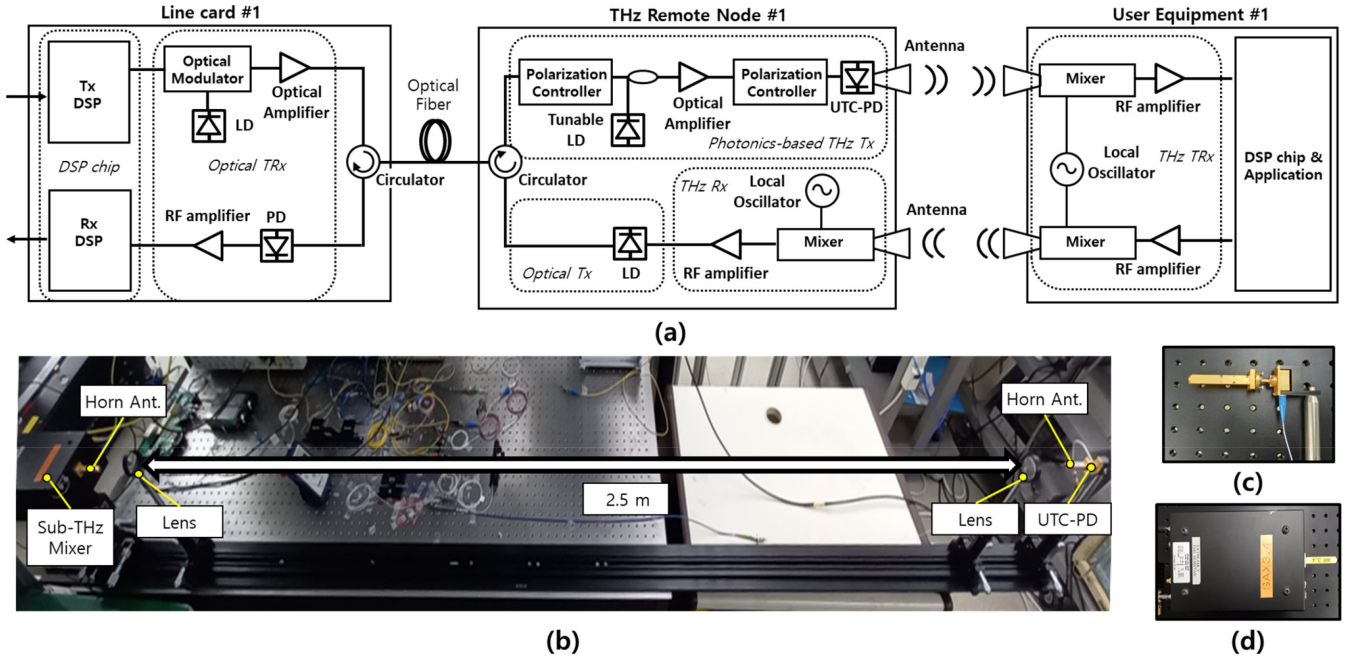 Line card #1
THz Remote Node #1
User Equipment #1
Tx
DSP
Optical
Modulator
Optical
Amplifier
LD
DSP chip
Optical TRx
Rx
DSP
RF amplifier
PD
Circulator
Optical
Fiber
Circulator
Polarization
Controller
Tunable
LD
Optical
Amplifier
Polarization
Controller
UTC-PD
Photonics-based THz Tx
Antenna
THz Rx
Local
Oscillator
Optical Tx
LD
RF amplifier
Mixer
Antenna
Mixer
RF amplifier
Local
Oscillator
THz TRx
Mixer
RF amplifier
DSP chip &
Application
(a)
Horn Ant.
Sub-THz
Mixer
Lens
2.5 m
Horn Ant.
Lens
UTC-PD
(b)
(c)
SAX3.4
(d)